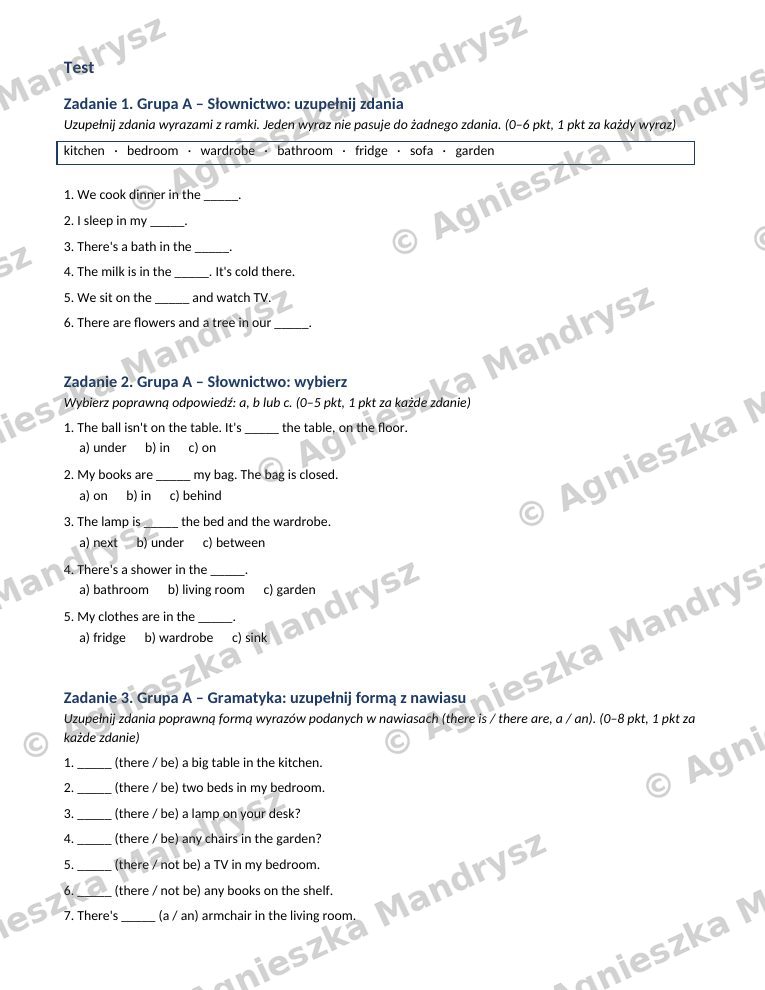 Test
Zadanie 1. Grupa A – Słownictwo: uzupełnij zdania
Uzupełnij zdania wyrazami z ramki. Jeden wyraz nie pasuje do żadnego zdania. (0–6 pkt, 1 pkt za każdy wyraz)
kitchen · bedroom · wardrobe · bathroom · fridge · sofa · garden
1. We cook dinner in the _____.
2. I sleep in my _____.
3. There's a bath in the _____.
4. The milk is in the _____. It's cold there.
5. We sit on the _____ and watch TV.
6. There are flowers and a tree in our _____.
Zadanie 2. Grupa A – Słownictwo: wybierz
Wybierz poprawną odpowiedź: a, b lub c. (0–5 pkt, 1 pkt za każde zdanie)
1. The ball isn't on the table. It's _____ the table, on the floor.
a) under b) in c) on
2. My books are _____ my bag. The bag is closed.
a) on b) in c) behind
3. The lamp is _____ the bed and the wardrobe.
a) next b) under c) between
4. There's a shower in the _____.
a) bathroom b) living room c) garden
5. My clothes are in the _____.
a) fridge b) wardrobe c) sink
Zadanie 3. Grupa A – Gramatyka: uzupełnij formą z nawiasu
Uzupełnij zdania poprawną formą wyrazów podanych w nawiasach (there is / there are, a / an). (0–8 pkt, 1 pkt za
każde zdanie)
1. _____ (there / be) a big table in the kitchen.
2. _____ (there / be) two beds in my bedroom.
3. _____ (there / be) a lamp on your desk?
4. _____ (there / be) any chairs in the garden?
5. _____ (there / not be) a TV in my bedroom.
6. _____ (there / not be) any books on the shelf.
7. There's _____ (a / an) armchair in the living room.
© Agnieszka Mandrysz